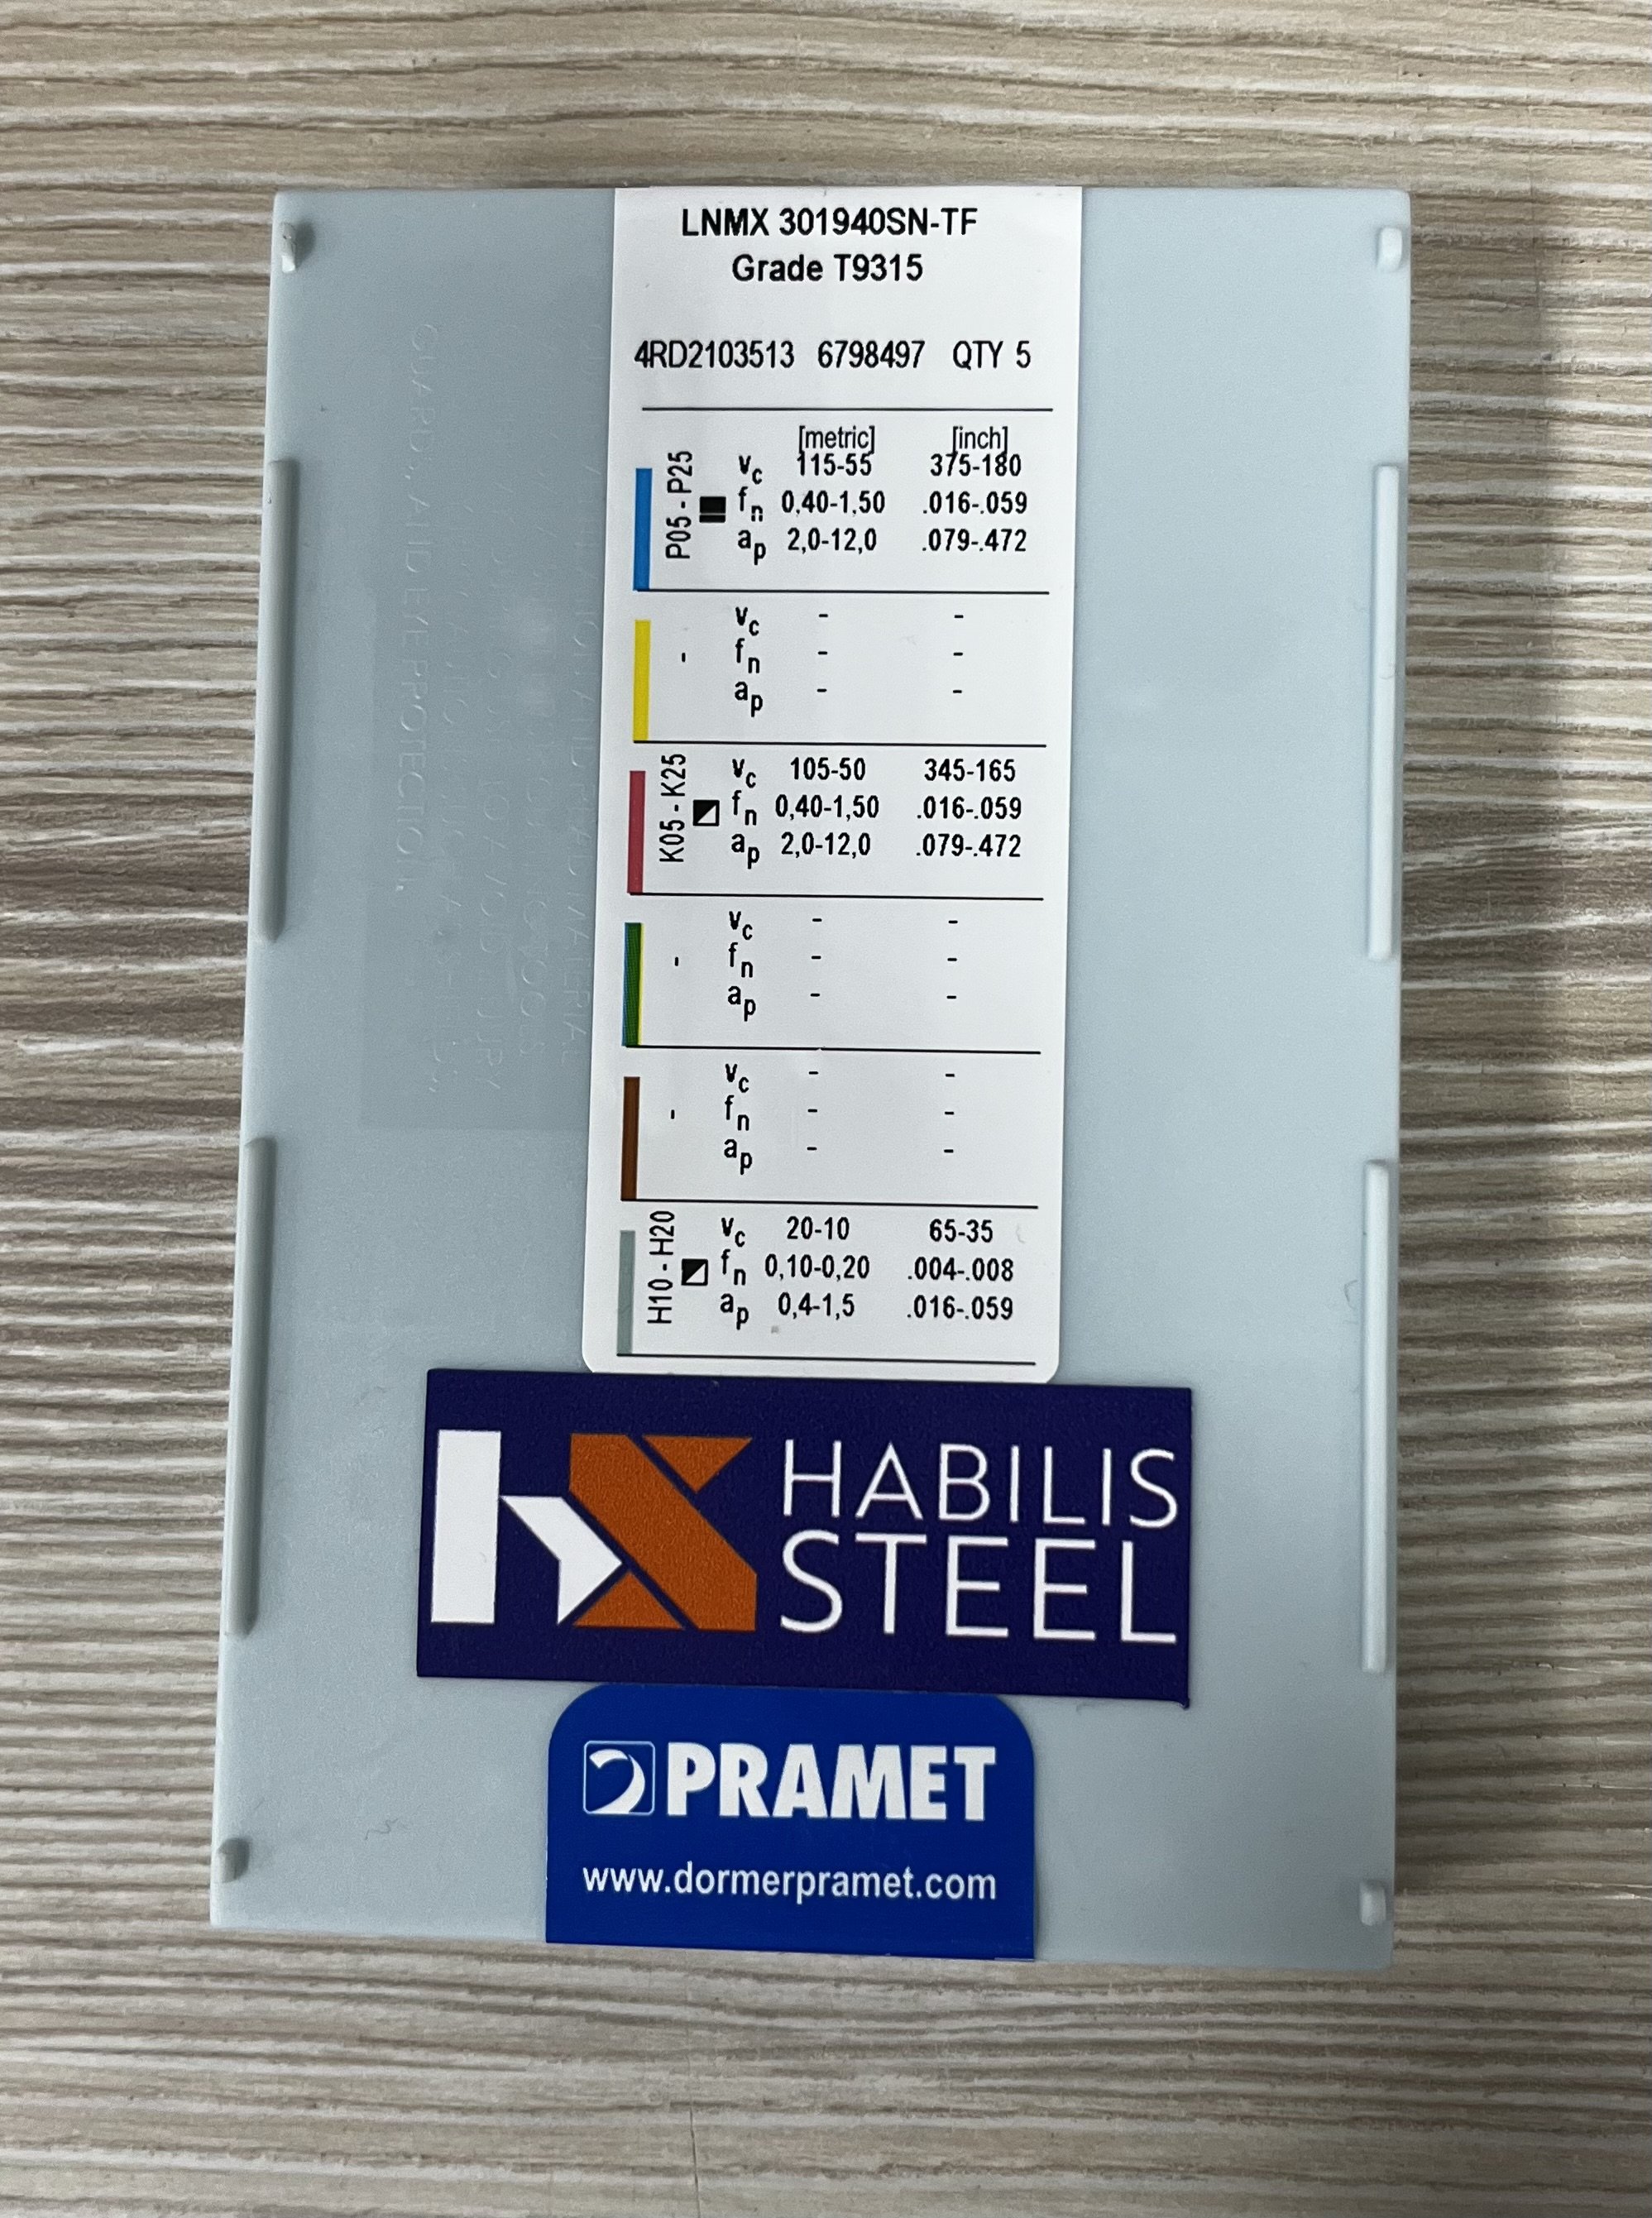 LNMX 301940SN-TF
Grade T9315
4RD2103513 6798497 QTY 5
[metric] [inch]
P05 - P25
vc 115-55 375-180
fn 0,40-1,50 .016-.059
ap 2,0-12,0 .079-.472
-
vc - -
fn - -
ap - -
K05 - K25
vc 105-50 345-165
fn 0,40-1,50 .016-.059
ap 2,0-12,0 .079-.472
-
vc - -
fn - -
ap - -
-
vc - -
fn - -
ap - -
H10 - H20
vc 20-10 65-35
fn 0,10-0,20 .004-.008
ap 0,4-1,5 .016-.059
hs HABILIS
STEEL
PRAMET
www.dormerpramet.com
EYE PROTECTION.